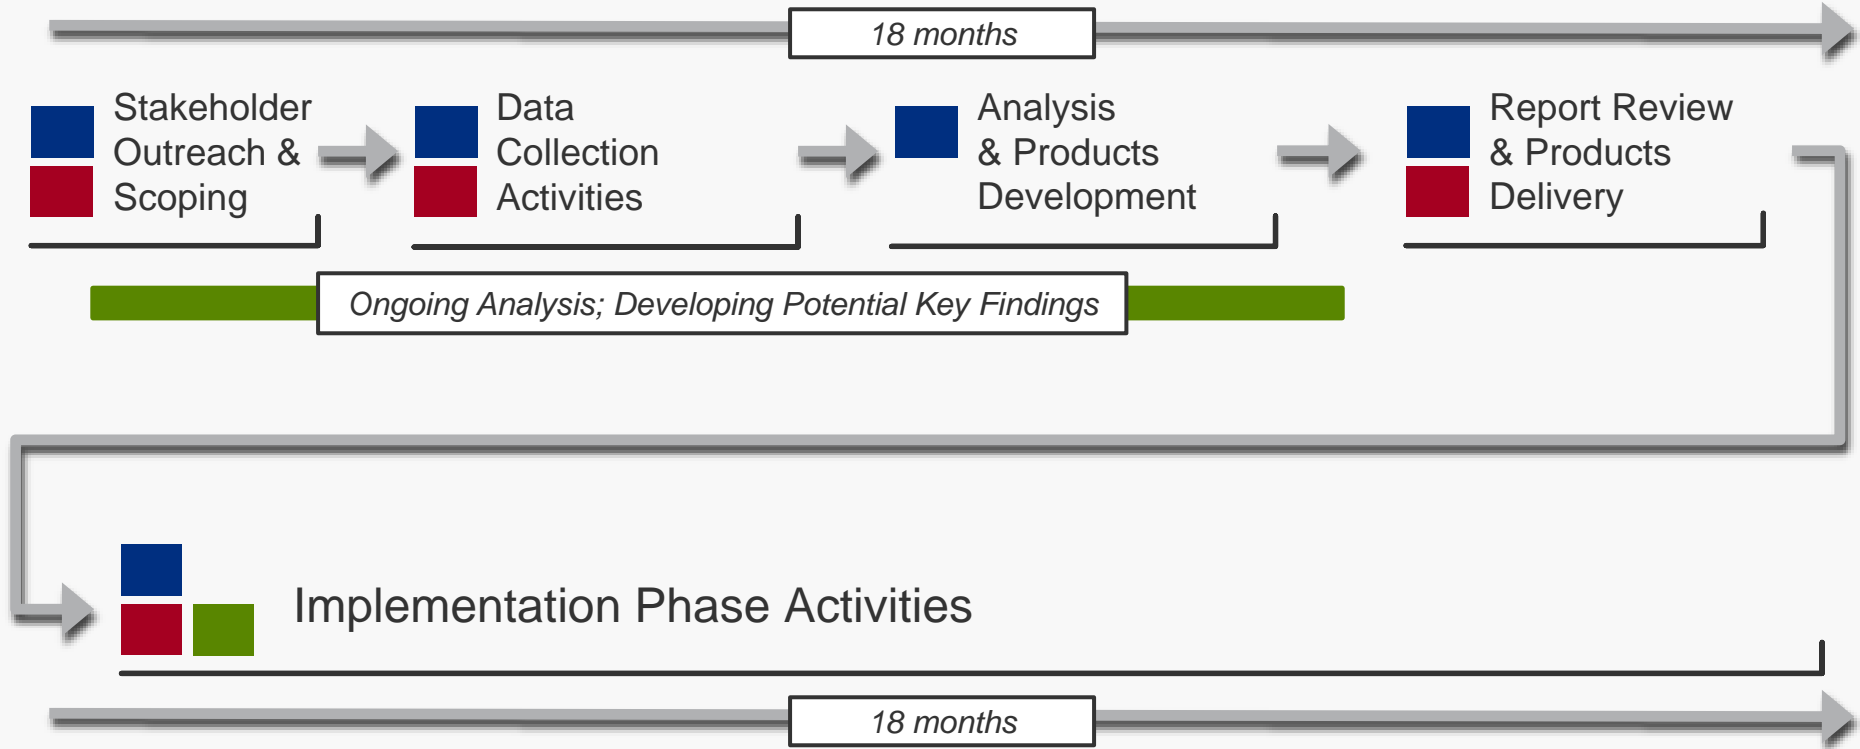 18 months
Stakeholder
Outreach &
Scoping
Data
Collection
Activities
Analysis
& Products
Development
Report Review
& Products
Delivery
Ongoing Analysis; Developing Potential Key Findings
Implementation Phase Activities
18 months